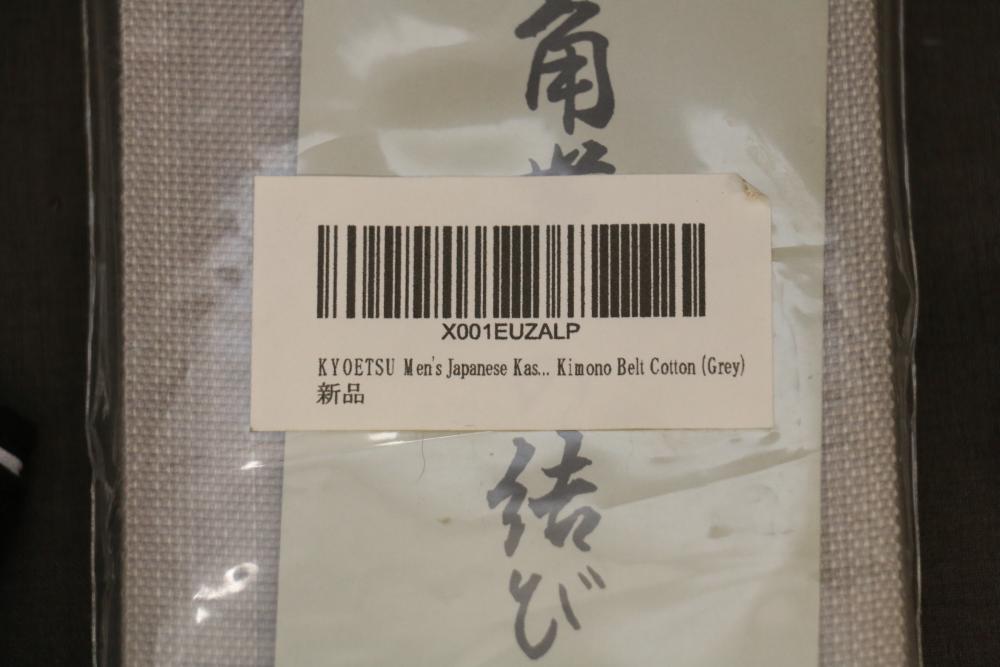 角
X001EUZALP
KYOETSU Men's Japanese Kas... Kimono Belt Cotton (Grey)
新品
結び